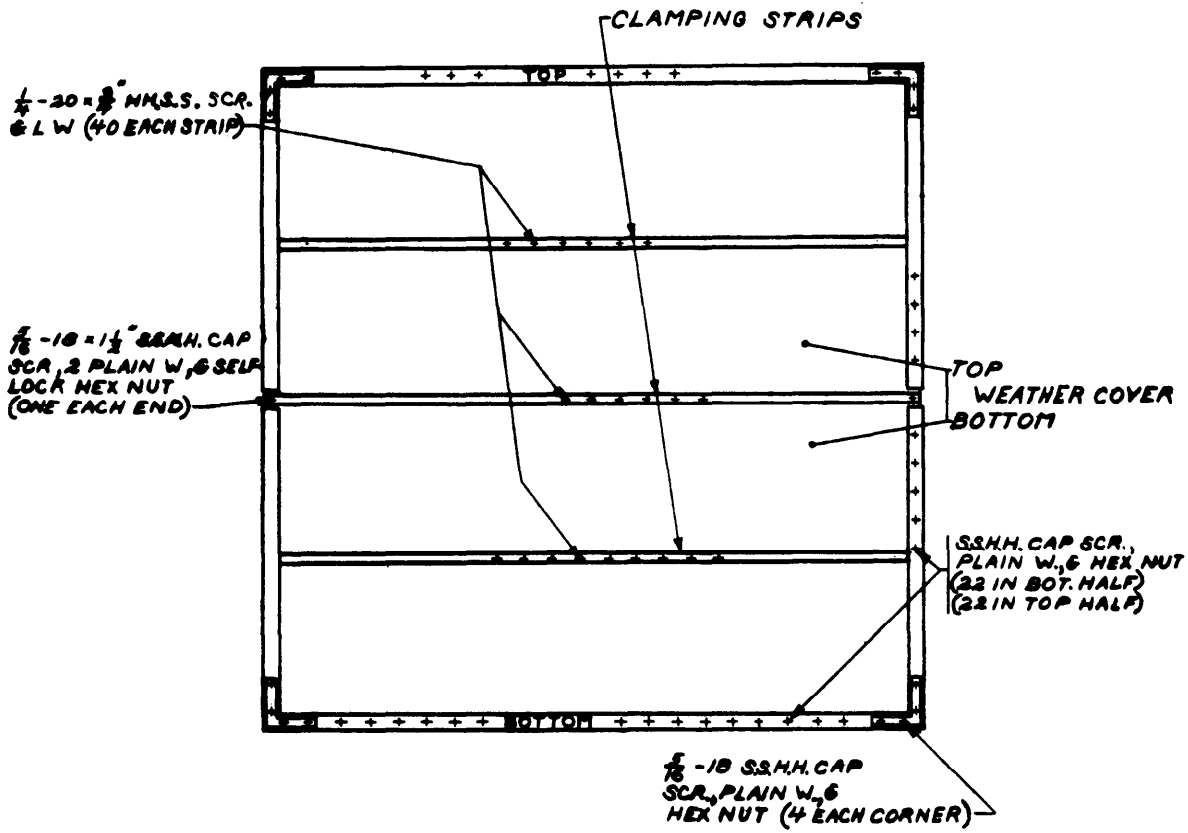 CLAMPING STRIPS
TOP
1/4 - 20 × 3/4" HH.S.S. SCR.
& L W (40 EACH STRIP)
5/16 - 18 × 1 1/2" S.S.H.H. CAP
SCR, 2 PLAIN W, & SELF
LOCK HEX NUT
(ONE EACH END)
TOP
WEATHER COVER
BOTTOM
S.S.H.H. CAP SCR.,
PLAIN W., & HEX NUT
(22 IN BOT. HALF)
(22 IN TOP HALF)
BOTTOM
5/16 - 18 S.S.H.H. CAP
SCR., PLAIN W., &
HEX NUT (4 EACH CORNER)